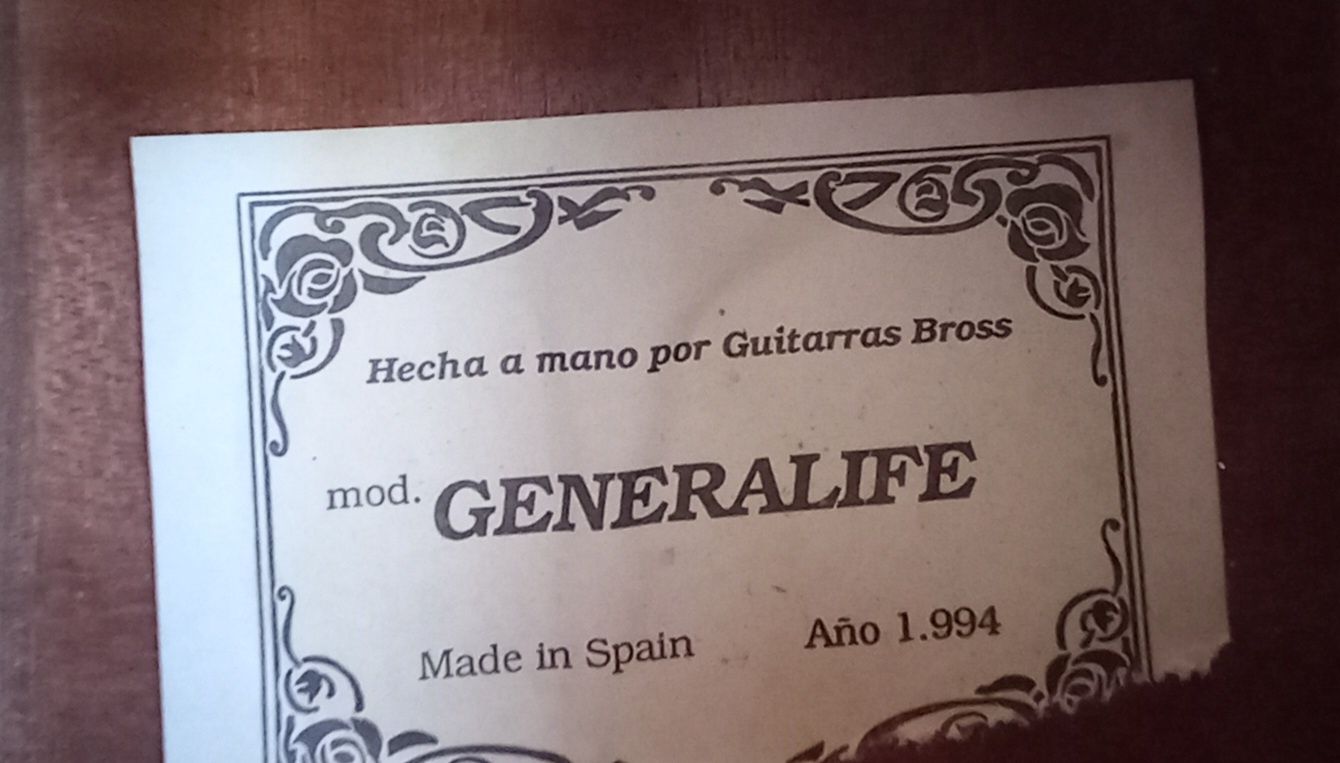 Hecha a mano por Guitarras Bross
mod. GENERALIFE
Made in Spain Año 1.994